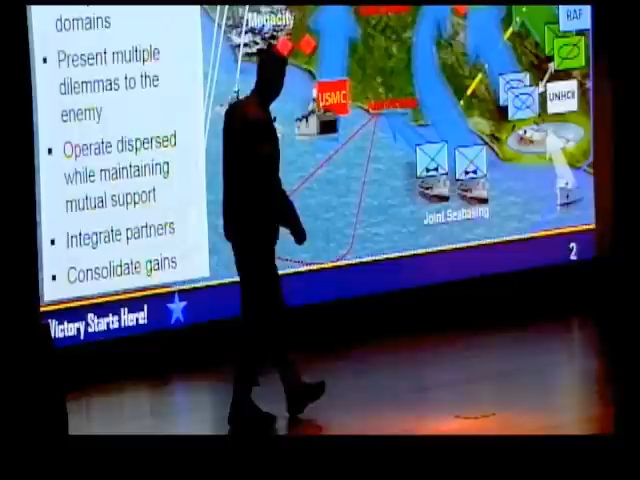 domains
▪ Present multiple
dilemmas to the
enemy
▪ Operate dispersed
while maintaining
mutual support
▪ Integrate partners
▪ Consolidate gains
Victory Starts Here!
Megacity
USMC
RAF
UNHCR
Joint Seabasing
2